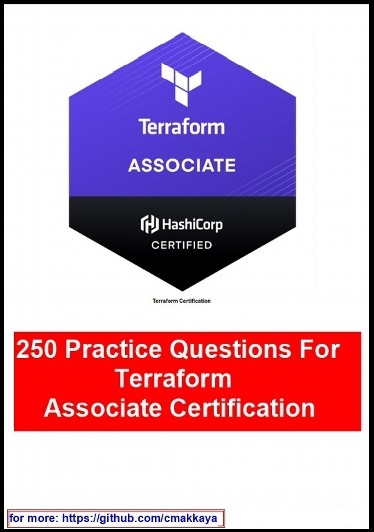 Terraform
ASSOCIATE
HashiCorp
CERTIFIED
Terraform Certification
250 Practice Questions For
Terraform
Associate Certification
for more: https://github.com/cmakkaya